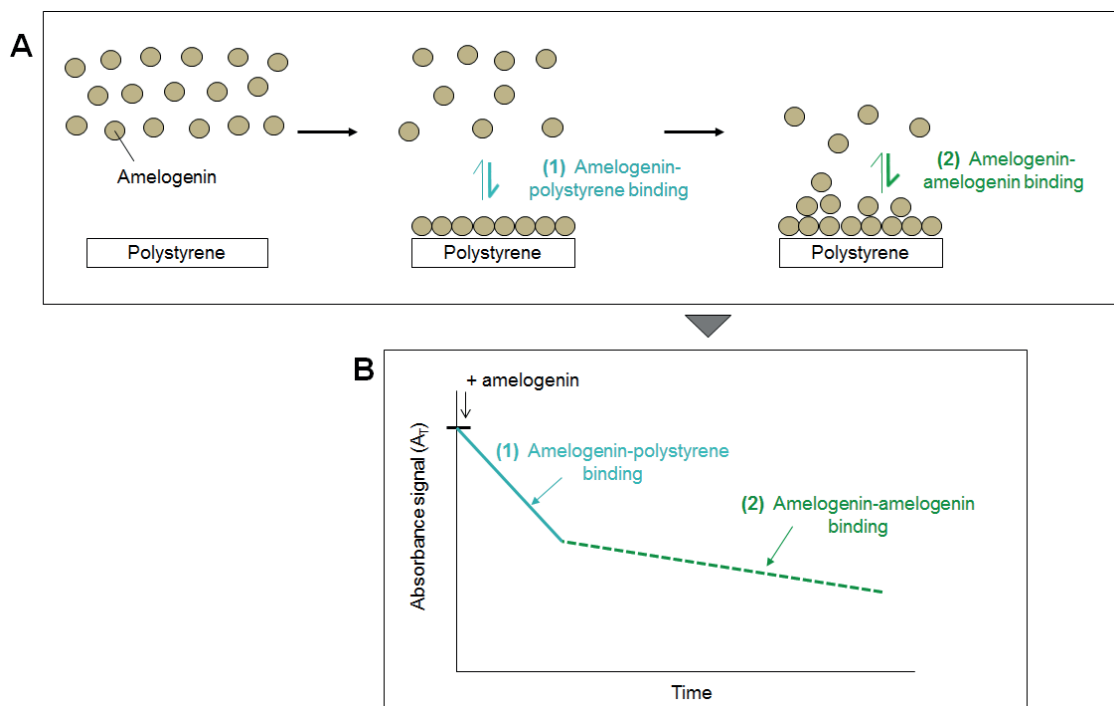 A
Amelogenin
Polystyrene
(1) Amelogenin-
polystyrene binding
Polystyrene
(2) Amelogenin-
amelogenin binding
Polystyrene
B
+ amelogenin
Absorbance signal (A_T)
(1) Amelogenin-polystyrene
binding
(2) Amelogenin-amelogenin
binding
Time